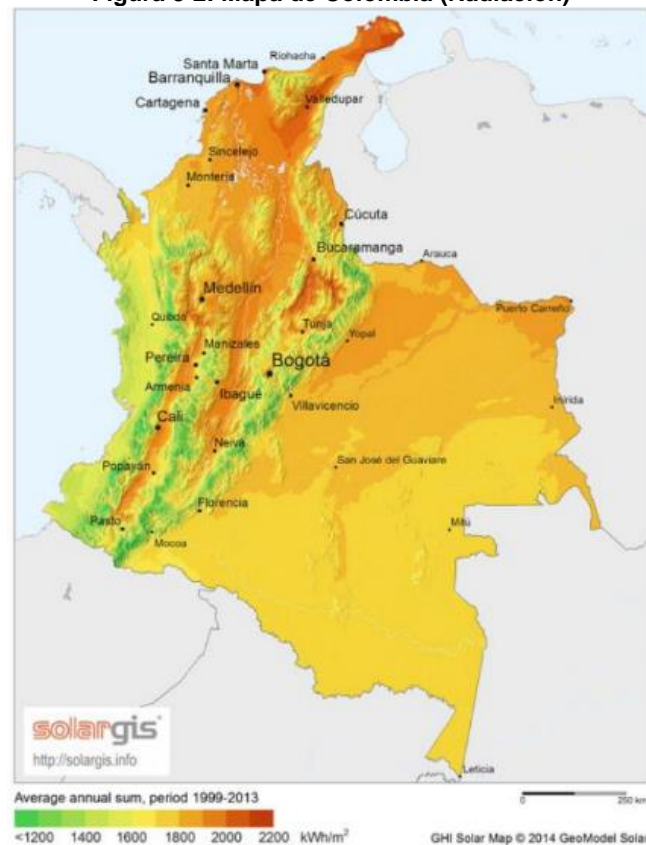 Figura 3-2. Mapa de Colombia (Radiación)
Riohacha
Santa Marta
Barranquilla
Cartagena
Valledupar
Sincelejo
Montería
Cúcuta
Bucaramanga
Arauca
Medellín
Puerto Carreño
Quibdó
Tunja
Yopal
Manizales
Pereira
Bogotá
Armenia
Ibagué
Villavicencio
Inírida
Cali
Neiva
San José del Guaviare
Popayán
Florencia
Pasto
Mitú
Mocoa
solargis
http://solargis.info
Leticia
Average annual sum, period 1999-2013
0 250 km
<1200 1400 1600 1800 2000 2200 kWh/m²
GHI Solar Map © 2014 GeoModel Solar